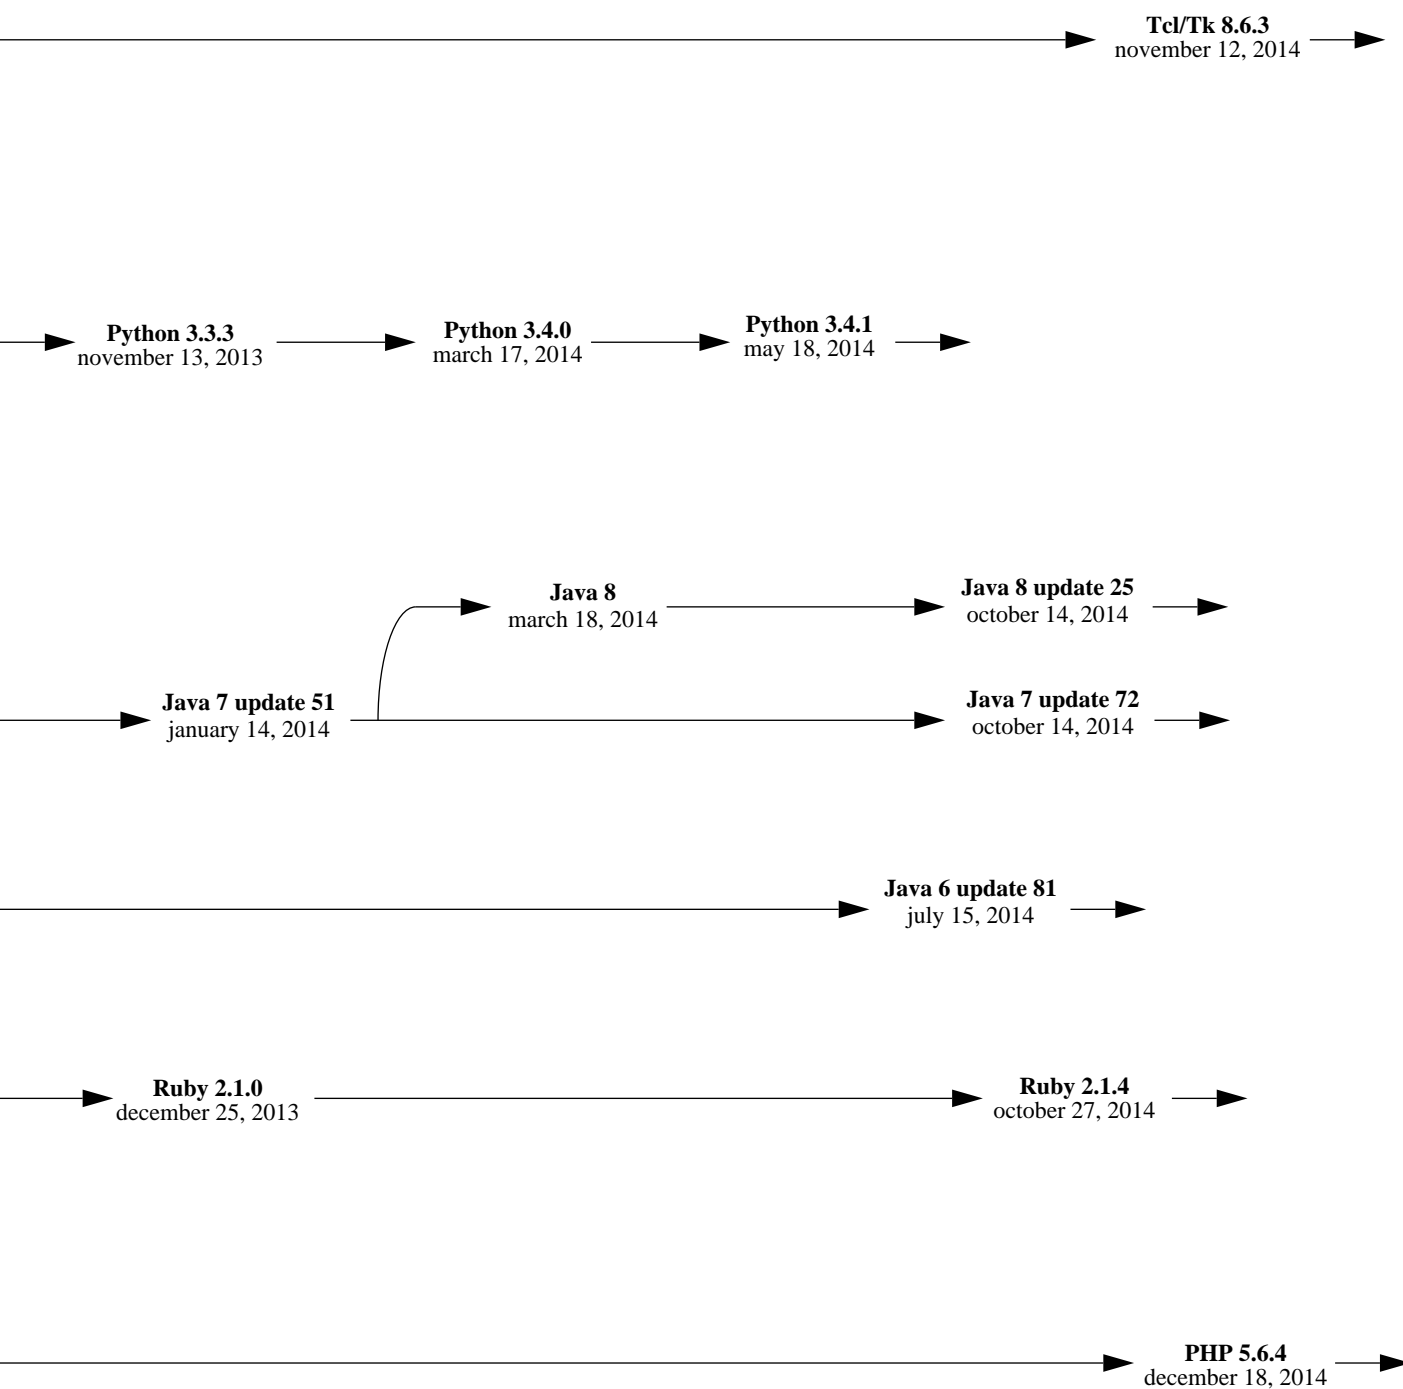 Tcl/Tk 8.6.3
november 12, 2014
Python 3.3.3
november 13, 2013
Python 3.4.0
march 17, 2014
Python 3.4.1
may 18, 2014
Java 8
march 18, 2014
Java 8 update 25
october 14, 2014
Java 7 update 51
january 14, 2014
Java 7 update 72
october 14, 2014
Java 6 update 81
july 15, 2014
Ruby 2.1.0
december 25, 2013
Ruby 2.1.4
october 27, 2014
PHP 5.6.4
december 18, 2014